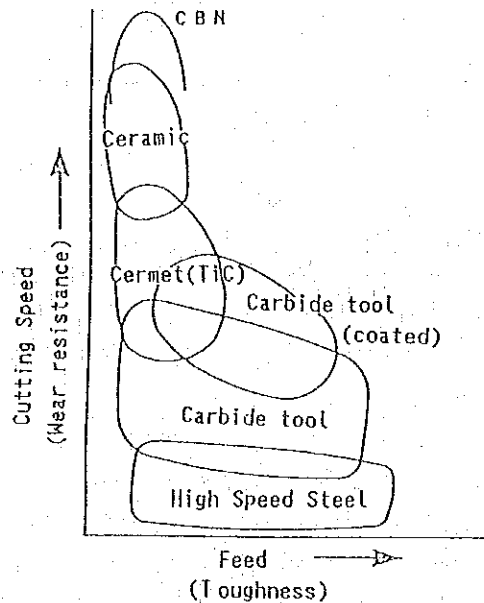 CBN
Ceramic
Cermet(TiC)
Carbide tool
(coated)
Carbide tool
High Speed Steel
Cutting Speed
(Wear resistance)
Feed
(Toughness)